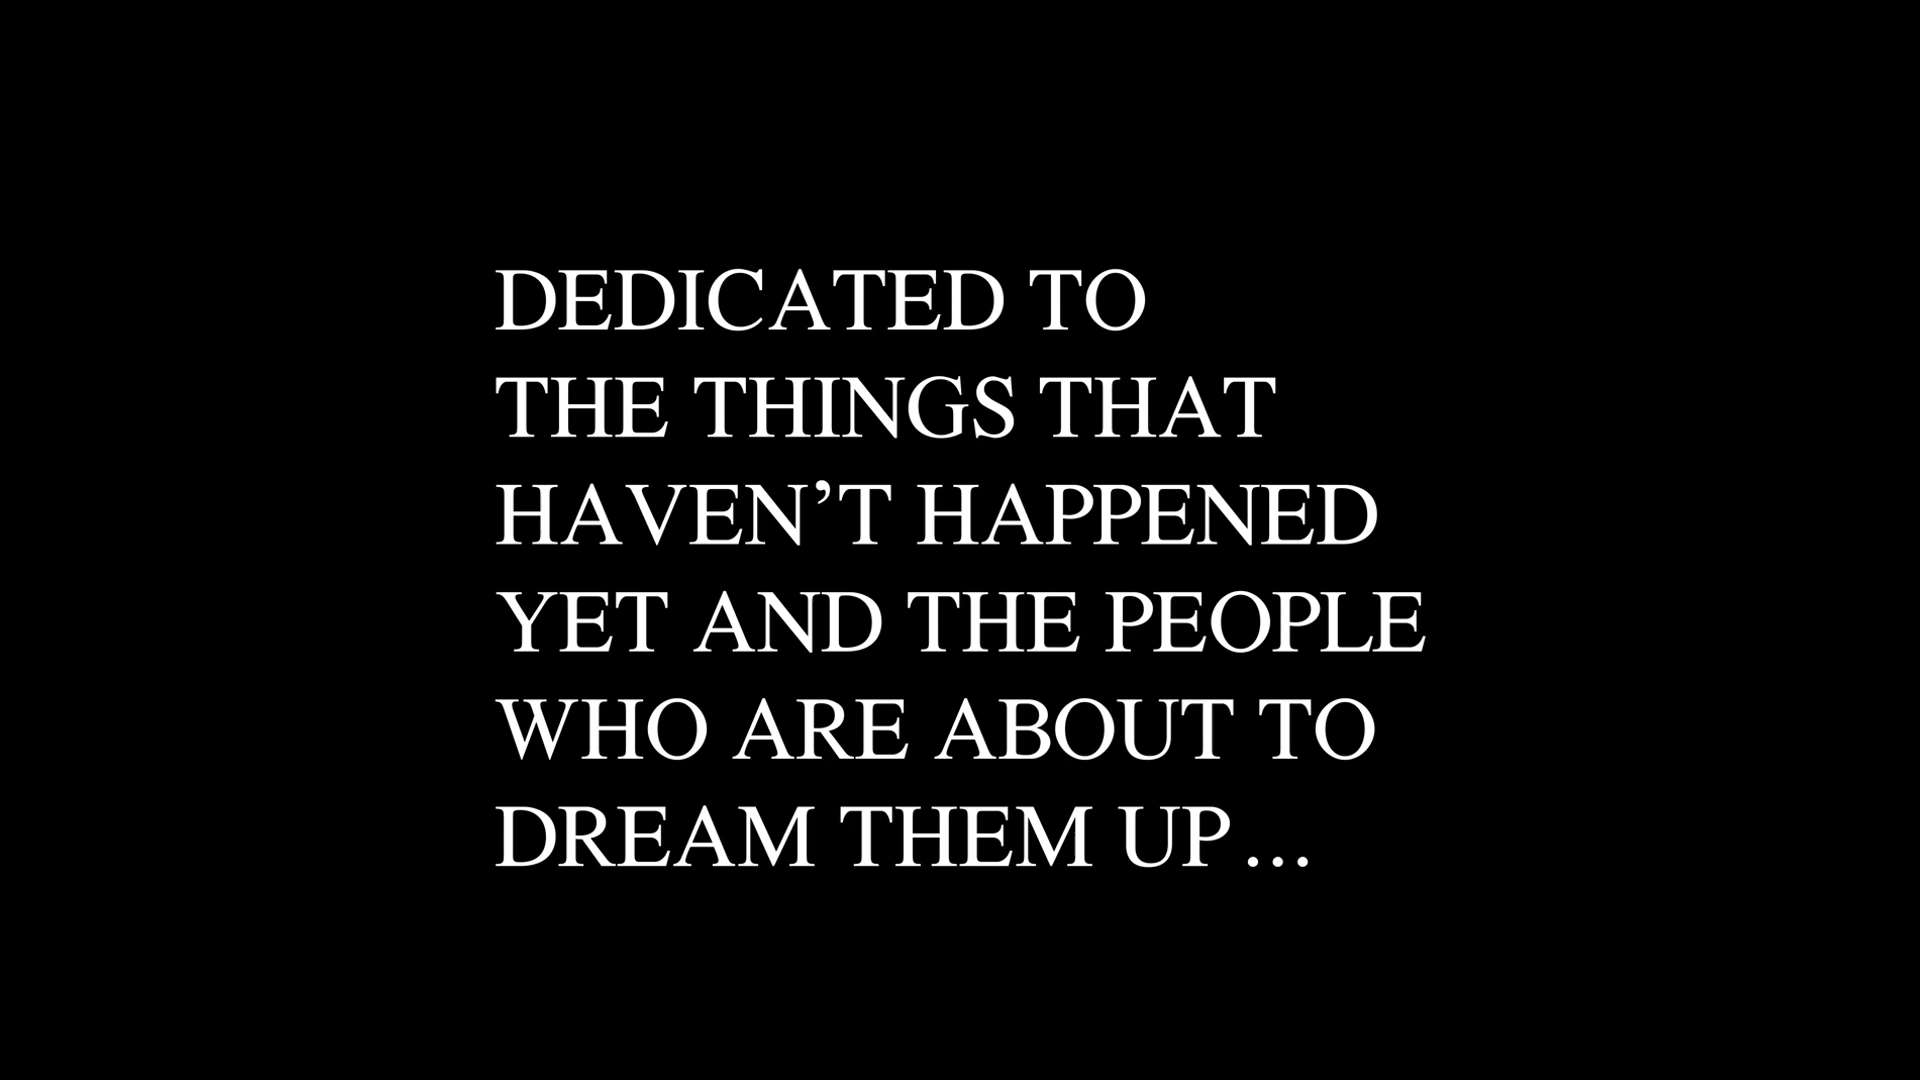 DEDICATED TO
THE THINGS THAT
HAVEN’T HAPPENED
YET AND THE PEOPLE
WHO ARE ABOUT TO
DREAM THEM UP...